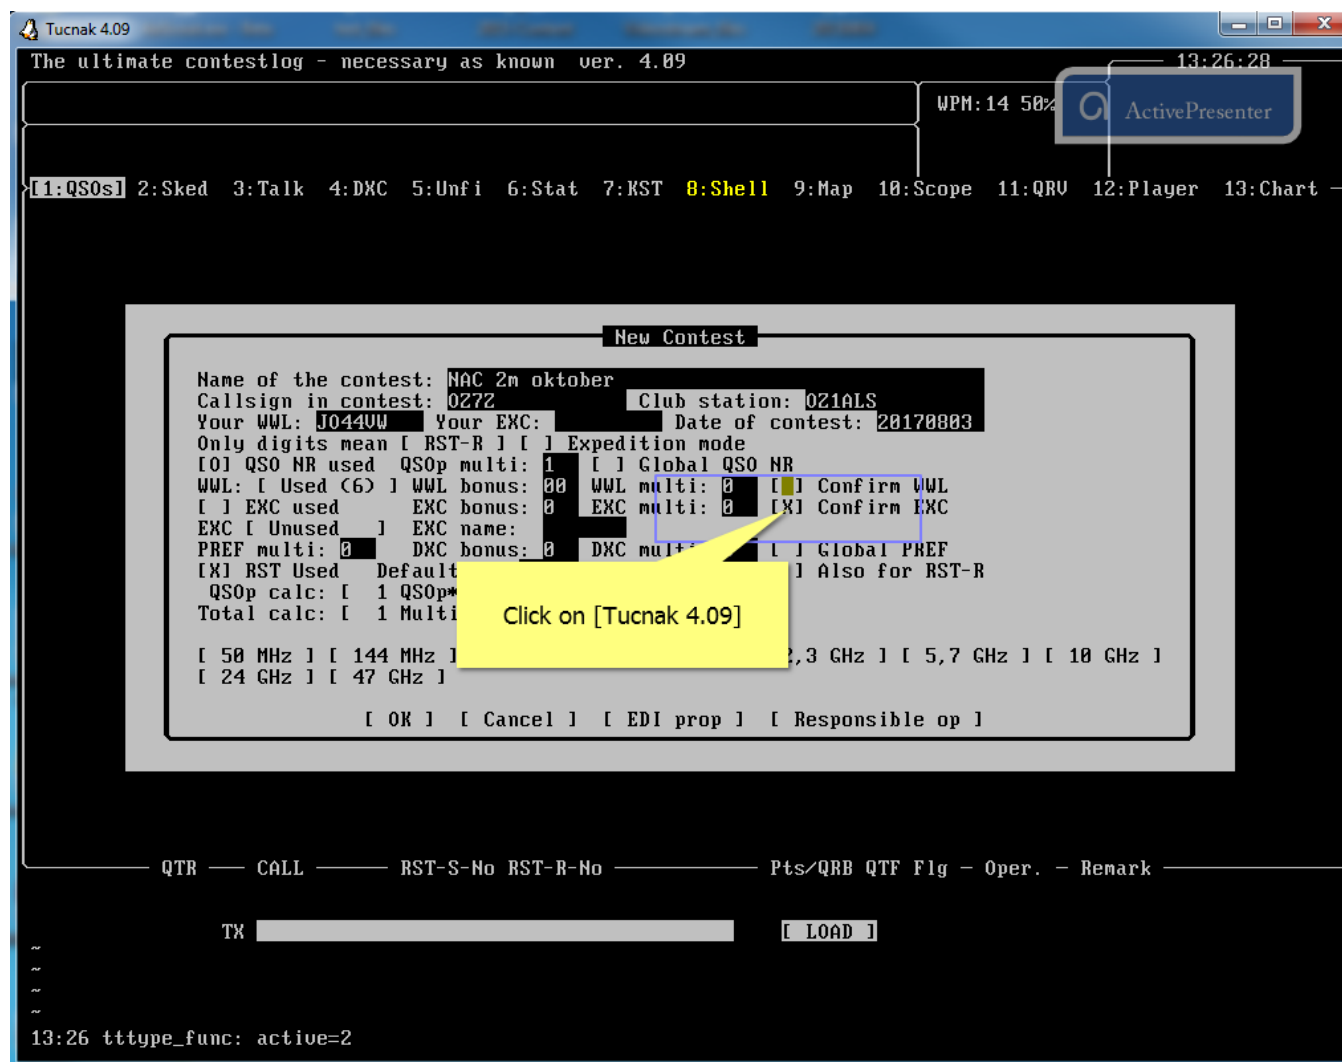 Tucnak 4.09
The ultimate contestlog - necessary as known ver. 4.09 13:26:28
WPM:14 50%
ActivePresenter
[1:QSOs] 2:Sked 3:Talk 4:DXC 5:Unfi 6:Stat 7:KST 8:Shell 9:Map 10:Scope 11:QRV 12:Player 13:Chart
New Contest
Name of the contest: NAC 2m oktober
Callsign in contest: OZ7Z Club station: OZ1ALS
Your WWL: JO44VW Your EXC: Date of contest: 20170803
Only digits mean [ RST-R ] [ ] Expedition mode
[O] QSO NR used QSOp multi: 1 [ ] Global QSO NR
WWL: [ Used (6) ] WWL bonus: 00 WWL multi: 0 [ ] Confirm WWL
[ ] EXC used EXC bonus: 0 EXC multi: 0 [X] Confirm EXC
EXC [ Unused ] EXC name:
PREF multi: 0 DXC bonus: 0 DXC [ ] Global PREF
[X] RST Used Default ] Also for RST-R
QSOp calc: [ 1 QSOp*
Total calc: [ 1 Multi
Click on [Tucnak 4.09]
[ 50 MHz ] [ 144 MHz ] 2,3 GHz ] [ 5,7 GHz ] [ 10 GHz ]
[ 24 GHz ] [ 47 GHz ]
[ OK ] [ Cancel ] [ EDI prop ] [ Responsible op ]
QTR CALL RST-S-No RST-R-No Pts/QRB QTF Flg - Oper. - Remark
TX [ LOAD ]
~
~
~
~
13:26 tttype_func: active=2